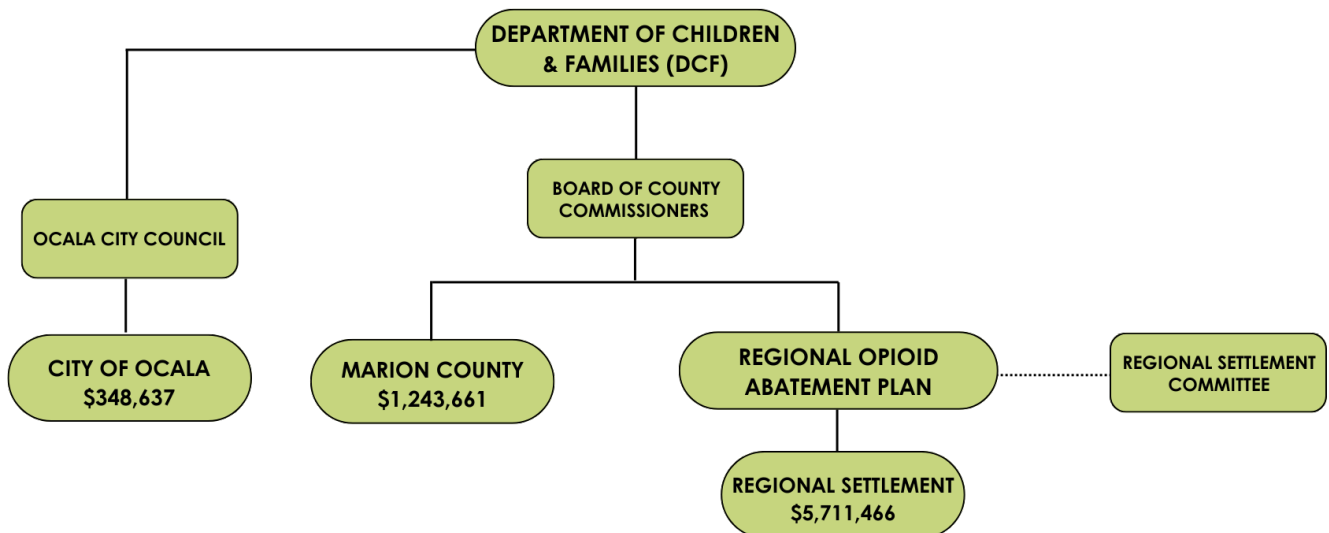 DEPARTMENT OF CHILDREN
& FAMILIES (DCF)
BOARD OF COUNTY
COMMISSIONERS
OCALA CITY COUNCIL
CITY OF OCALA
$348,637
MARION COUNTY
$1,243,661
REGIONAL OPIOID
ABATEMENT PLAN
REGIONAL SETTLEMENT
COMMITTEE
REGIONAL SETTLEMENT
$5,711,466